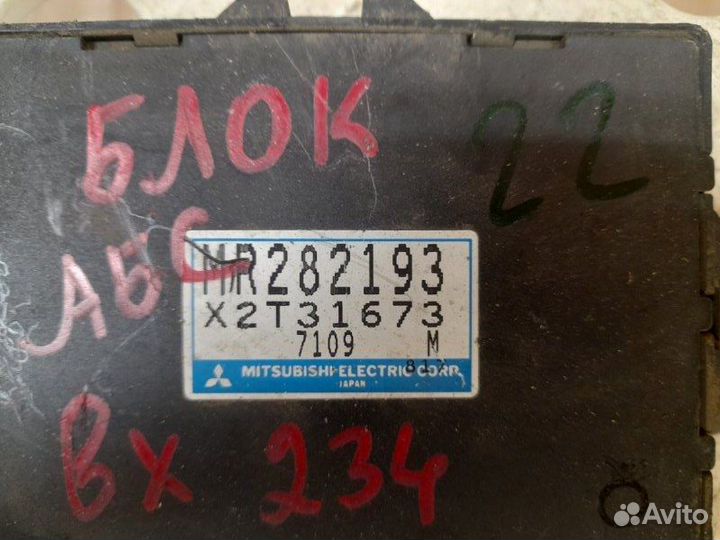 БЛОК
22
АБС
MR282193
X2T31673
7109 M
MITSUBISHI ELECTRIC CORP.
JAPAN
ВХ 234
Avito